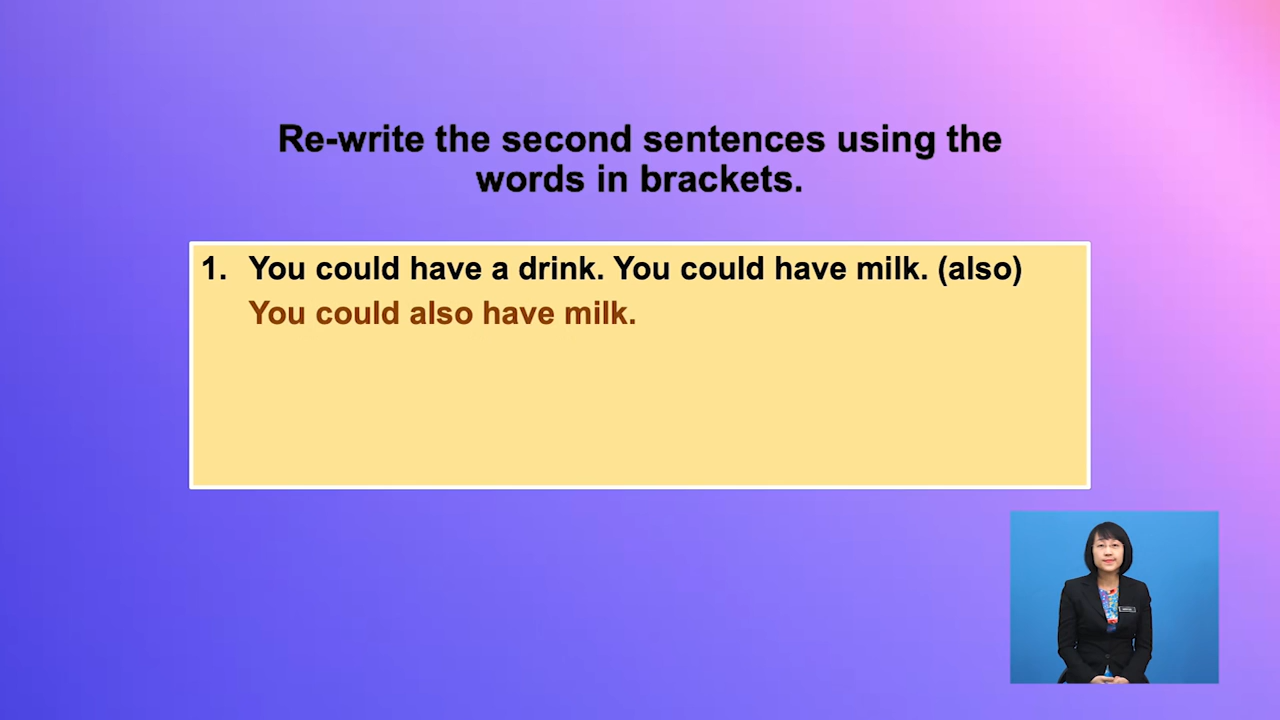 Re-write the second sentences using the
words in brackets.
1. You could have a drink. You could have milk. (also)
You could also have milk.